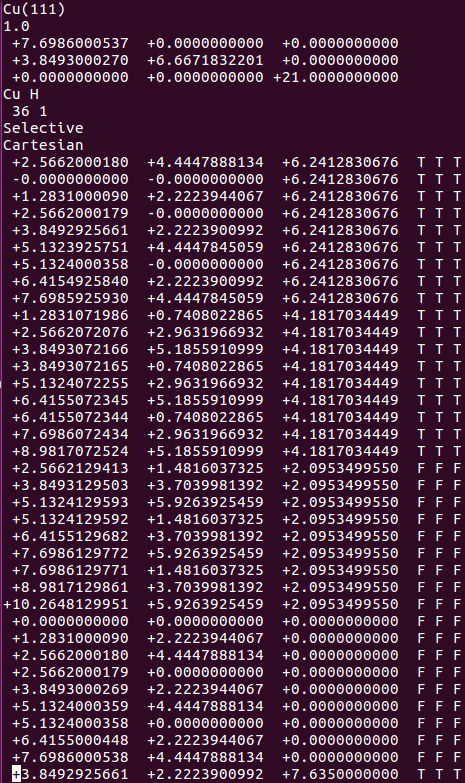 Cu(111)
1.0
+7.6986000537 +0.0000000000 +0.0000000000
+3.8493000270 +6.6671832201 +0.0000000000
+0.0000000000 +0.0000000000 +21.0000000000
Cu H
36 1
Selective
Cartesian
+2.5662000180 +4.4447888134 +6.2412830676 T T T
-0.0000000000 -0.0000000000 +6.2412830676 T T T
+1.2831000090 +2.2223944067 +6.2412830676 T T T
+2.5662000179 -0.0000000000 +6.2412830676 T T T
+3.8492925661 +2.2223900992 +6.2412830676 T T T
+5.1323925751 +4.4447845059 +6.2412830676 T T T
+5.1324000358 -0.0000000000 +6.2412830676 T T T
+6.4154925840 +2.2223900992 +6.2412830676 T T T
+7.6985925930 +4.4447845059 +6.2412830676 T T T
+1.2831071986 +0.7408022865 +4.1817034449 T T T
+2.5662072076 +2.9631966932 +4.1817034449 T T T
+3.8493072166 +5.1855910999 +4.1817034449 T T T
+3.8493072165 +0.7408022865 +4.1817034449 T T T
+5.1324072255 +2.9631966932 +4.1817034449 T T T
+6.4155072345 +5.1855910999 +4.1817034449 T T T
+6.4155072344 +0.7408022865 +4.1817034449 T T T
+7.6986072434 +2.9631966932 +4.1817034449 T T T
+8.9817072524 +5.1855910999 +4.1817034449 T T T
+2.5662129413 +1.4816037325 +2.0953499550 F F F
+3.8493129503 +3.7039981392 +2.0953499550 F F F
+5.1324129593 +5.9263925459 +2.0953499550 F F F
+5.1324129592 +1.4816037325 +2.0953499550 F F F
+6.4155129682 +3.7039981392 +2.0953499550 F F F
+7.6986129772 +5.9263925459 +2.0953499550 F F F
+7.6986129771 +1.4816037325 +2.0953499550 F F F
+8.9817129861 +3.7039981392 +2.0953499550 F F F
+10.2648129951 +5.9263925459 +2.0953499550 F F F
+0.0000000000 +0.0000000000 +0.0000000000 F F F
+1.2831000090 +2.2223944067 +0.0000000000 F F F
+2.5662000180 +4.4447888134 +0.0000000000 F F F
+2.5662000179 +0.0000000000 +0.0000000000 F F F
+3.8493000269 +2.2223944067 +0.0000000000 F F F
+5.1324000359 +4.4447888134 +0.0000000000 F F F
+5.1324000358 +0.0000000000 +0.0000000000 F F F
+6.4155000448 +2.2223944067 +0.0000000000 F F F
+7.6986000538 +4.4447888134 +0.0000000000 F F F
+3.8492925661 +2.2223900992 +7.6350000000 T T T